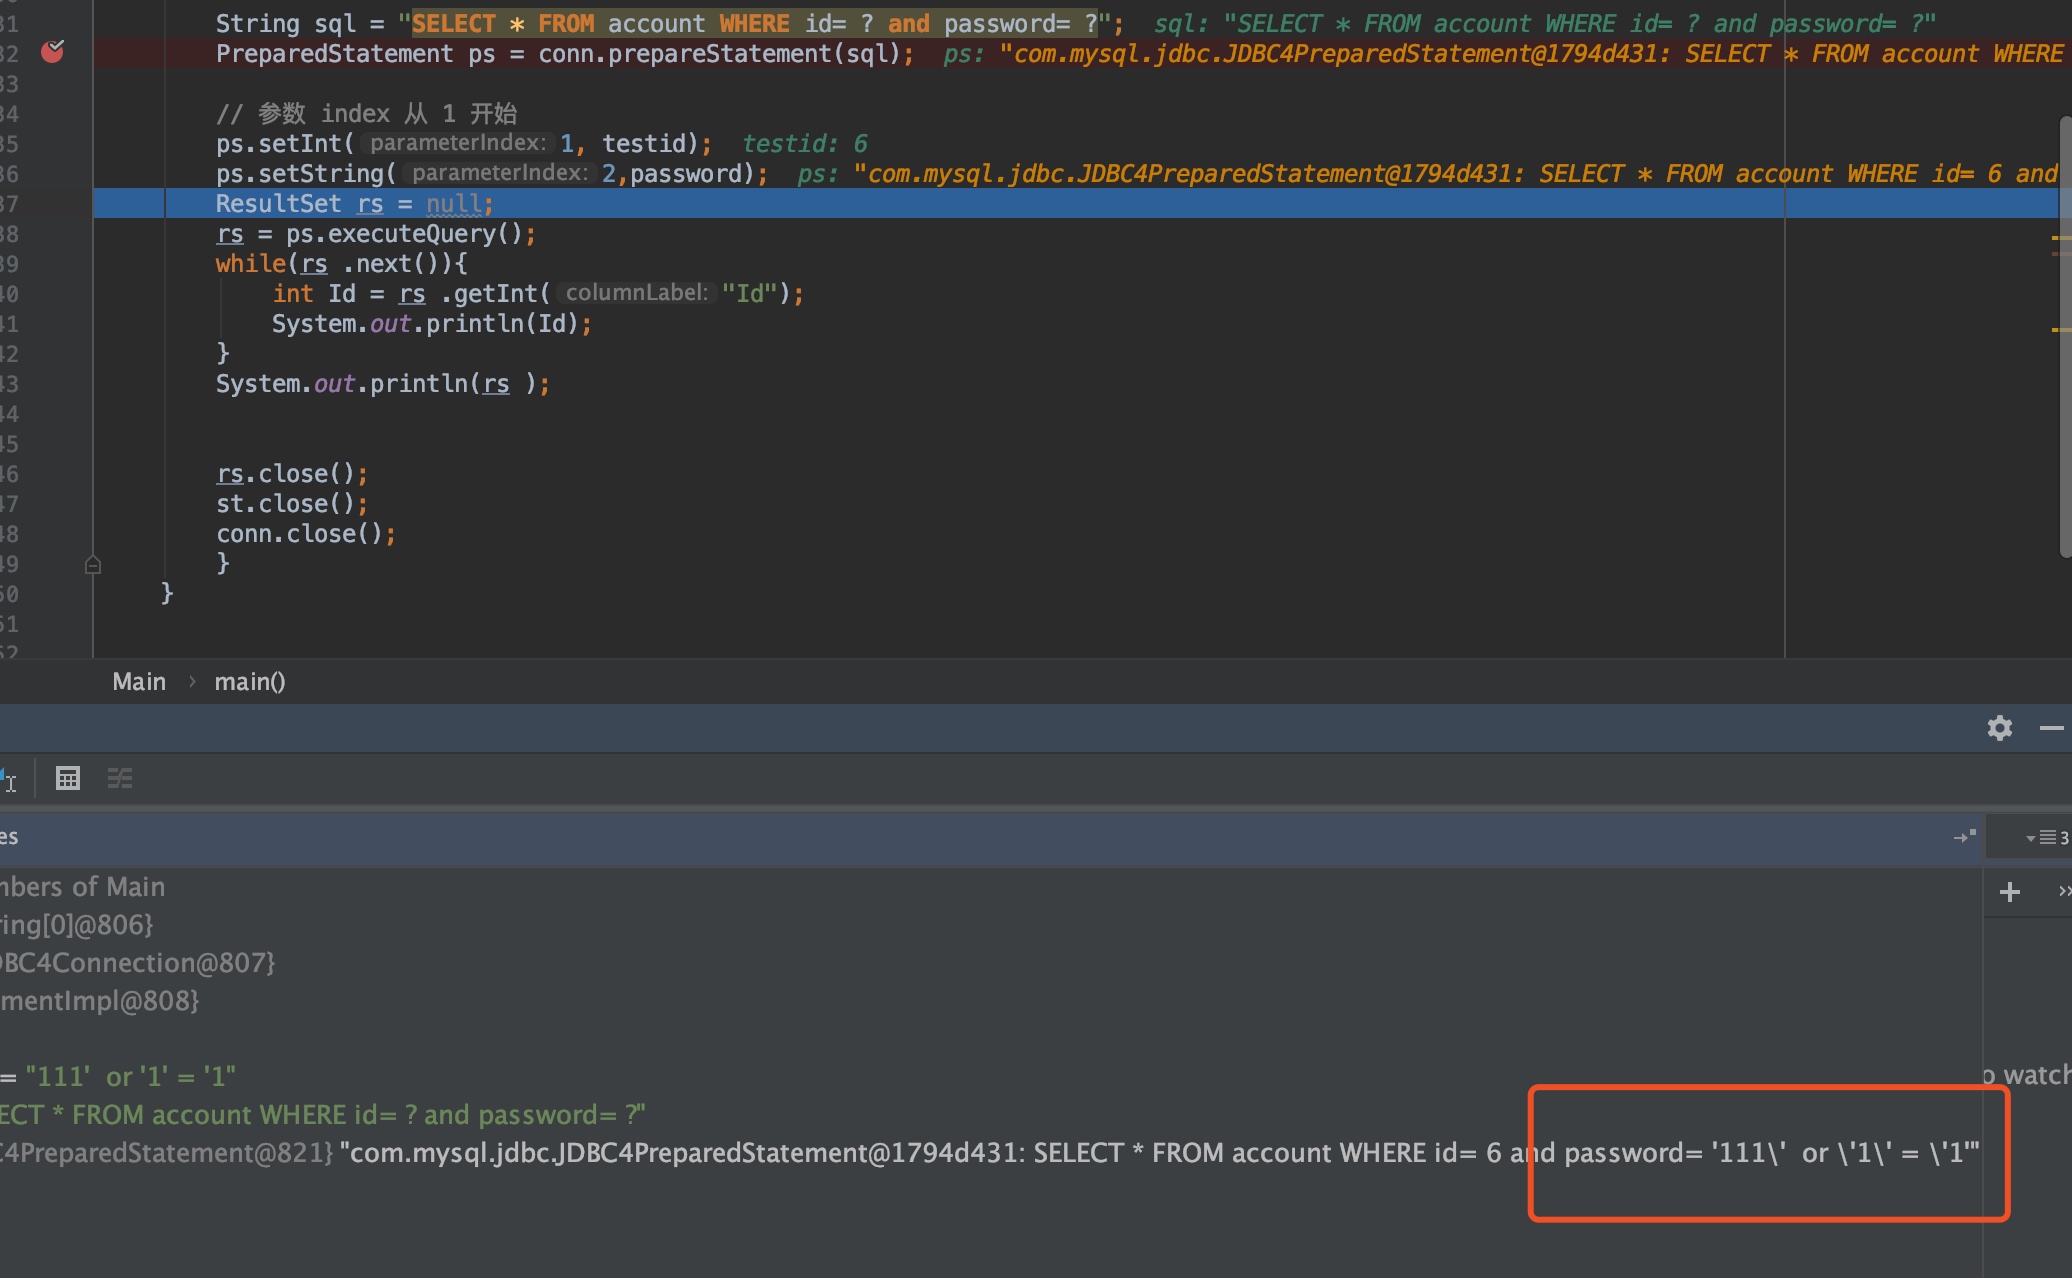 31 String sql = "SELECT * FROM account WHERE id= ? and password= ?"; sql: "SELECT * FROM account WHERE id= ? and password= ?"
32 PreparedStatement ps = conn.prepareStatement(sql); ps: "com.mysql.jdbc.JDBC4PreparedStatement@1794d431: SELECT * FROM account WHERE
33
34 // 参数 index 从 1 开始
35 ps.setInt( parameterIndex: 1, testid); testid: 6
36 ps.setString( parameterIndex: 2,password); ps: "com.mysql.jdbc.JDBC4PreparedStatement@1794d431: SELECT * FROM account WHERE id= 6 and
37 ResultSet rs = null;
38 rs = ps.executeQuery();
39 while(rs .next()){
40 int Id = rs .getInt( columnLabel: "Id");
41 System.out.println(Id);
42 }
43 System.out.println(rs );
44
45
46 rs.close();
47 st.close();
48 conn.close();
49 }
50 }
51
52
Main › main()
es
3
nbers of Main
ring[0]@806}
DBC4Connection@807}
mentImpl@808}
= "111'  or '1' = '1"
o watch
ECT * FROM account WHERE id= ? and password= ?"
C4PreparedStatement@821} "com.mysql.jdbc.JDBC4PreparedStatement@1794d431: SELECT * FROM account WHERE id= 6 and password= '111\'  or \'1\' = \'1'"